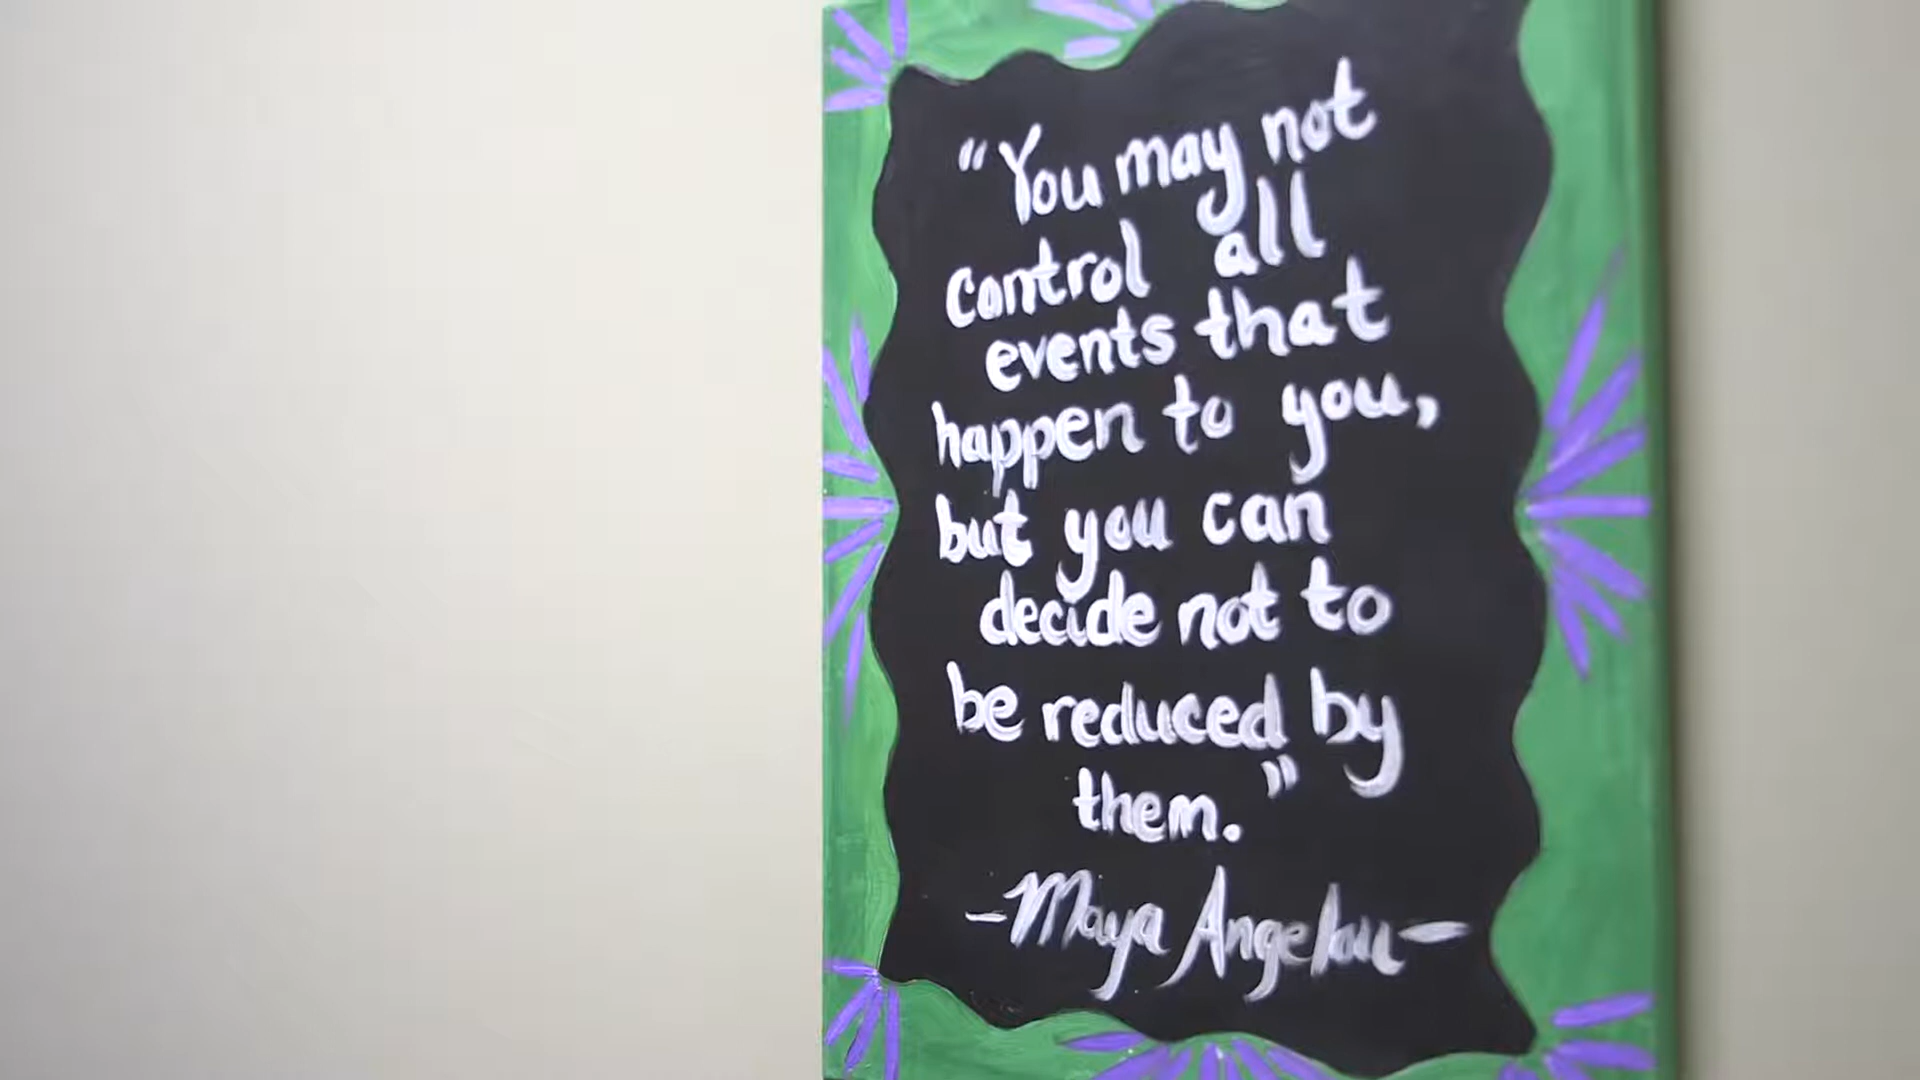 “You may not
control all
events that
happen to you,
but you can
decide not to
be reduced by
them.”
-Maya Angelou-